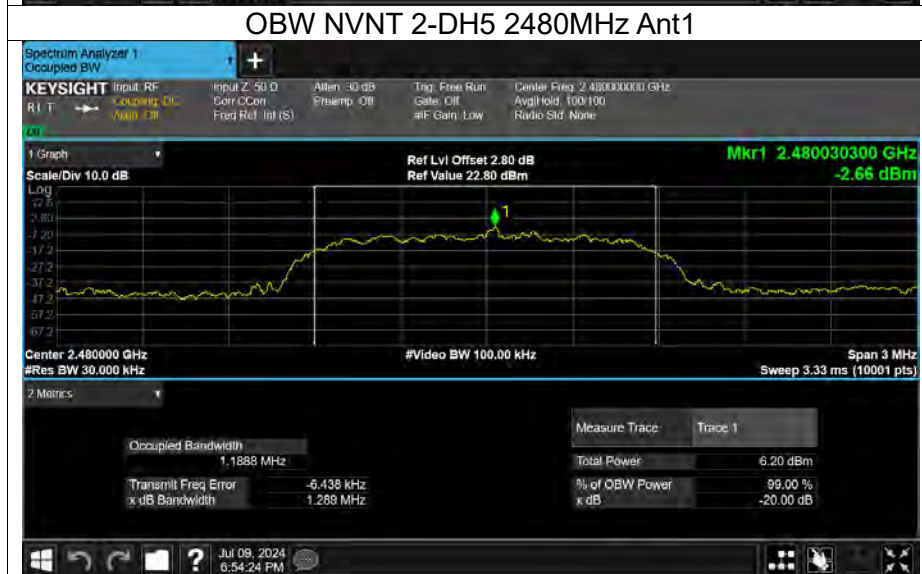 OBW NVNT 2-DH5 2480MHz Ant1
Spectrum Analyzer 1
Occupied BW
+
KEYSIGHT Input: RF
Coupling: DC
Align: Off
Input Z: 50 Ω
Corr CCorr
Freq Ref: Int (S)
Atten: 30 dB
Preamp: Off
Trig: Free Run
Gate: Off
#IF Gain: Low
Center Freq: 2.480000000 GHz
Avg|Hold: 100/100
Radio Std: None
1 Graph
Scale/Div 10.0 dB
Ref Lvl Offset 2.80 dB
Ref Value 22.80 dBm
Mkr1 2.480030300 GHz
-2.66 dBm
Log
12.8
2.80
-7.20
-17.2
-27.2
-37.2
-47.2
-57.2
-67.2
1
Center 2.480000 GHz
#Res BW 30.000 kHz
#Video BW 100.00 kHz
Span 3 MHz
Sweep 3.33 ms (10001 pts)
2 Metrics
Occupied Bandwidth
1.1888 MHz
Transmit Freq Error -6.438 kHz
x dB Bandwidth 1.289 MHz
Measure Trace Trace 1
Total Power 6.20 dBm
% of OBW Power 99.00 %
x dB -20.00 dB
?
Jul 09, 2024
6:54:24 PM